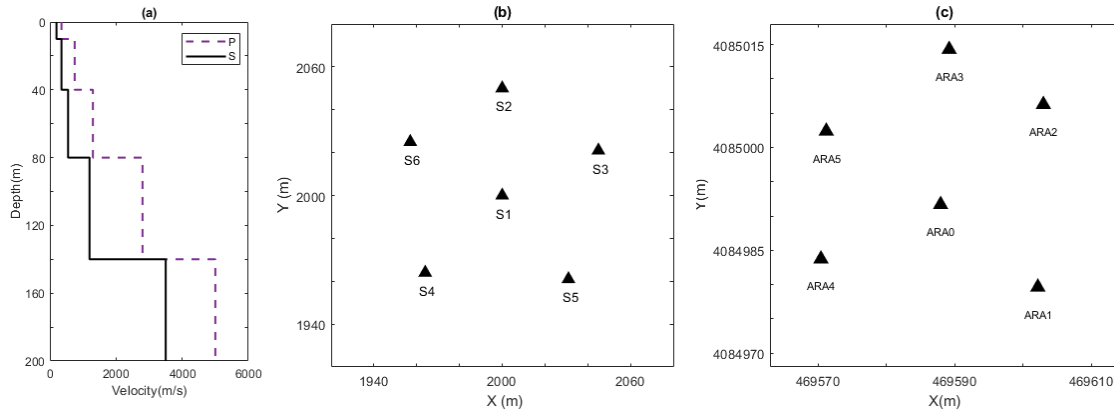 (a)
0
40
80
120
160
200
Depth(m)
0
2000
4000
6000
Velocity(m/s)
P
S
(b)
2060
2000
1940
Y (m)
1940
2000
2060
X (m)
S2
S6
S3
S1
S4
S5
(c)
4085015
4085000
4084985
4084970
Y(m)
469570
469590
469610
X(m)
ARA3
ARA2
ARA5
ARA0
ARA4
ARA1